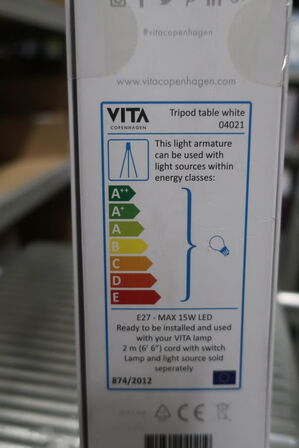 #vitacopenhagen
www.vitacopenhagen.com
VITA
COPENHAGEN
Tripod table white
04021
This light armature
can be used with
light sources within
energy classes:
A++
A+
A
B
C
D
E
E27 - MAX 15W LED
Ready to be installed and used
with your VITA lamp
2 m (6' 6") cord with switch
Lamp and light source sold
seperately
874/2012
CE